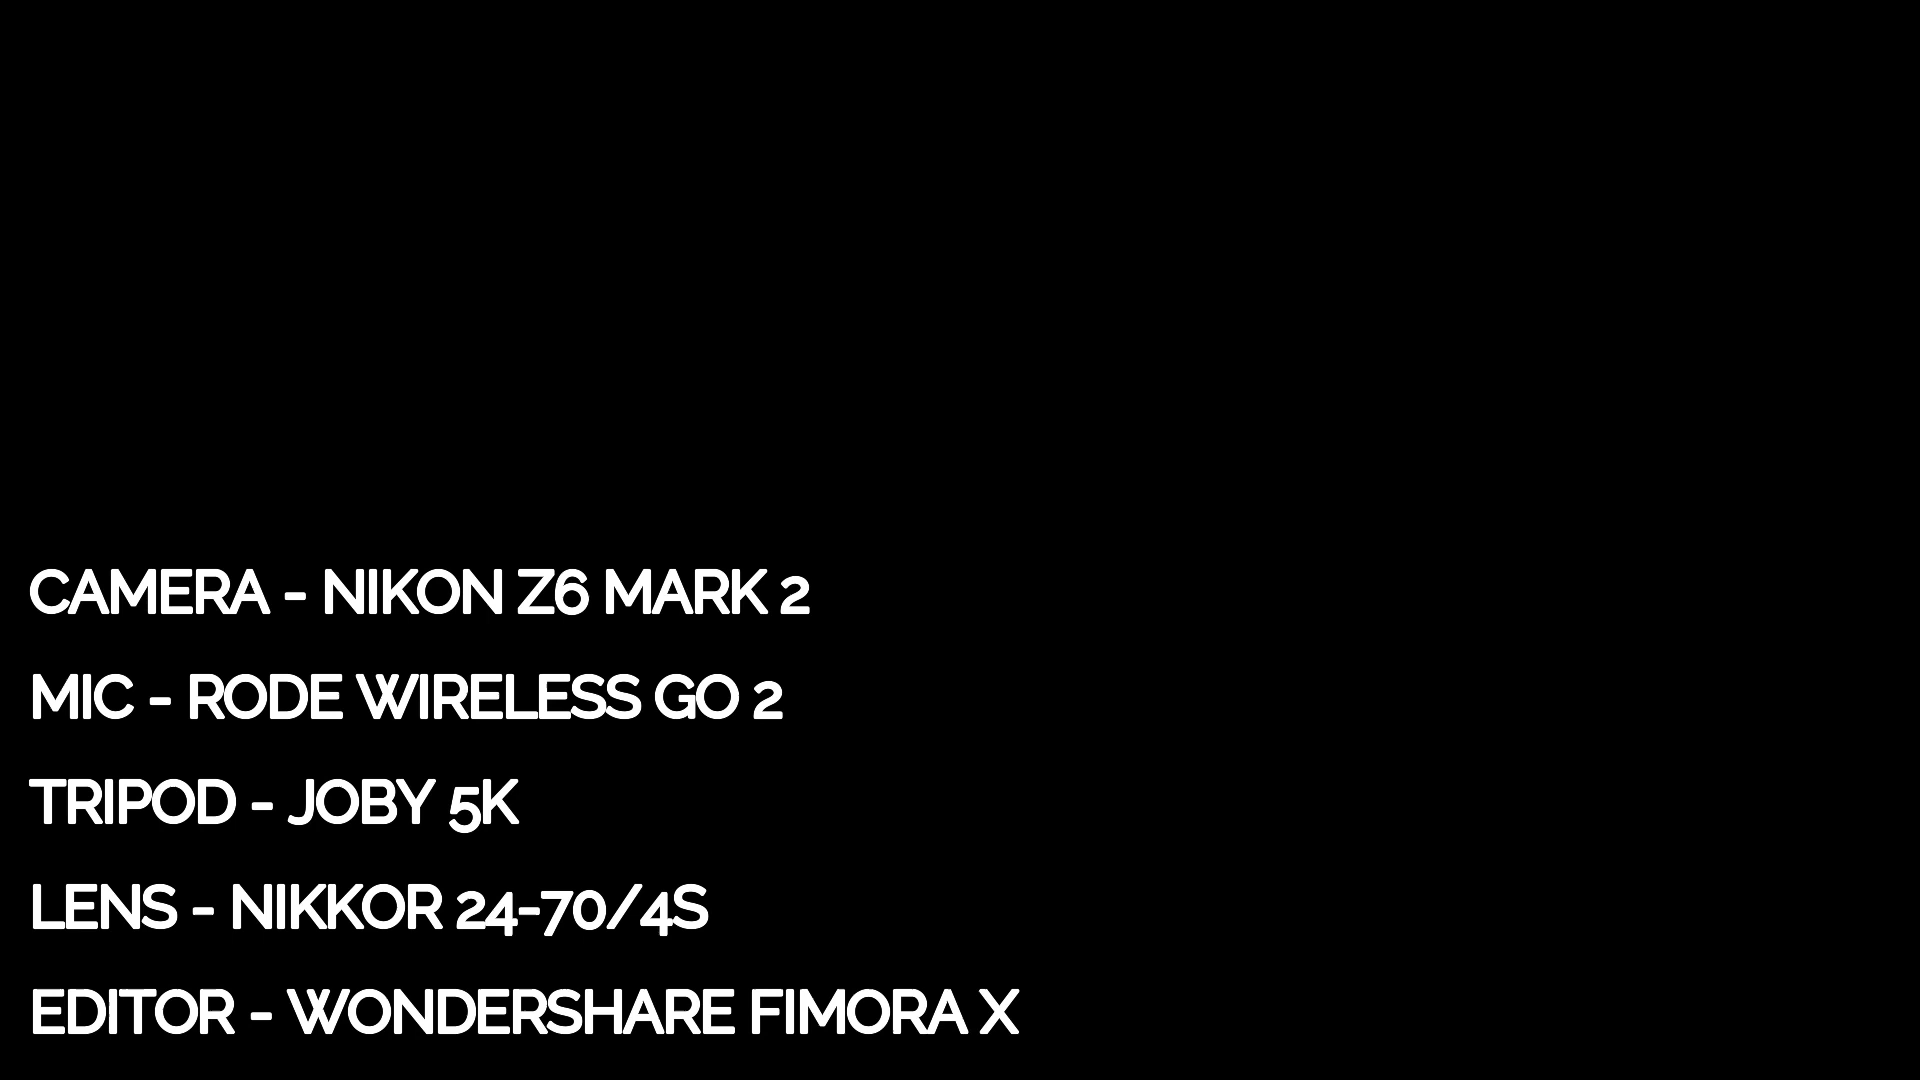 CAMERA - NIKON Z6 MARK 2
MIC - RODE WIRELESS GO 2
TRIPOD - JOBY 5K
LENS - NIKKOR 24-70/4S
EDITOR - WONDERSHARE FIMORA X